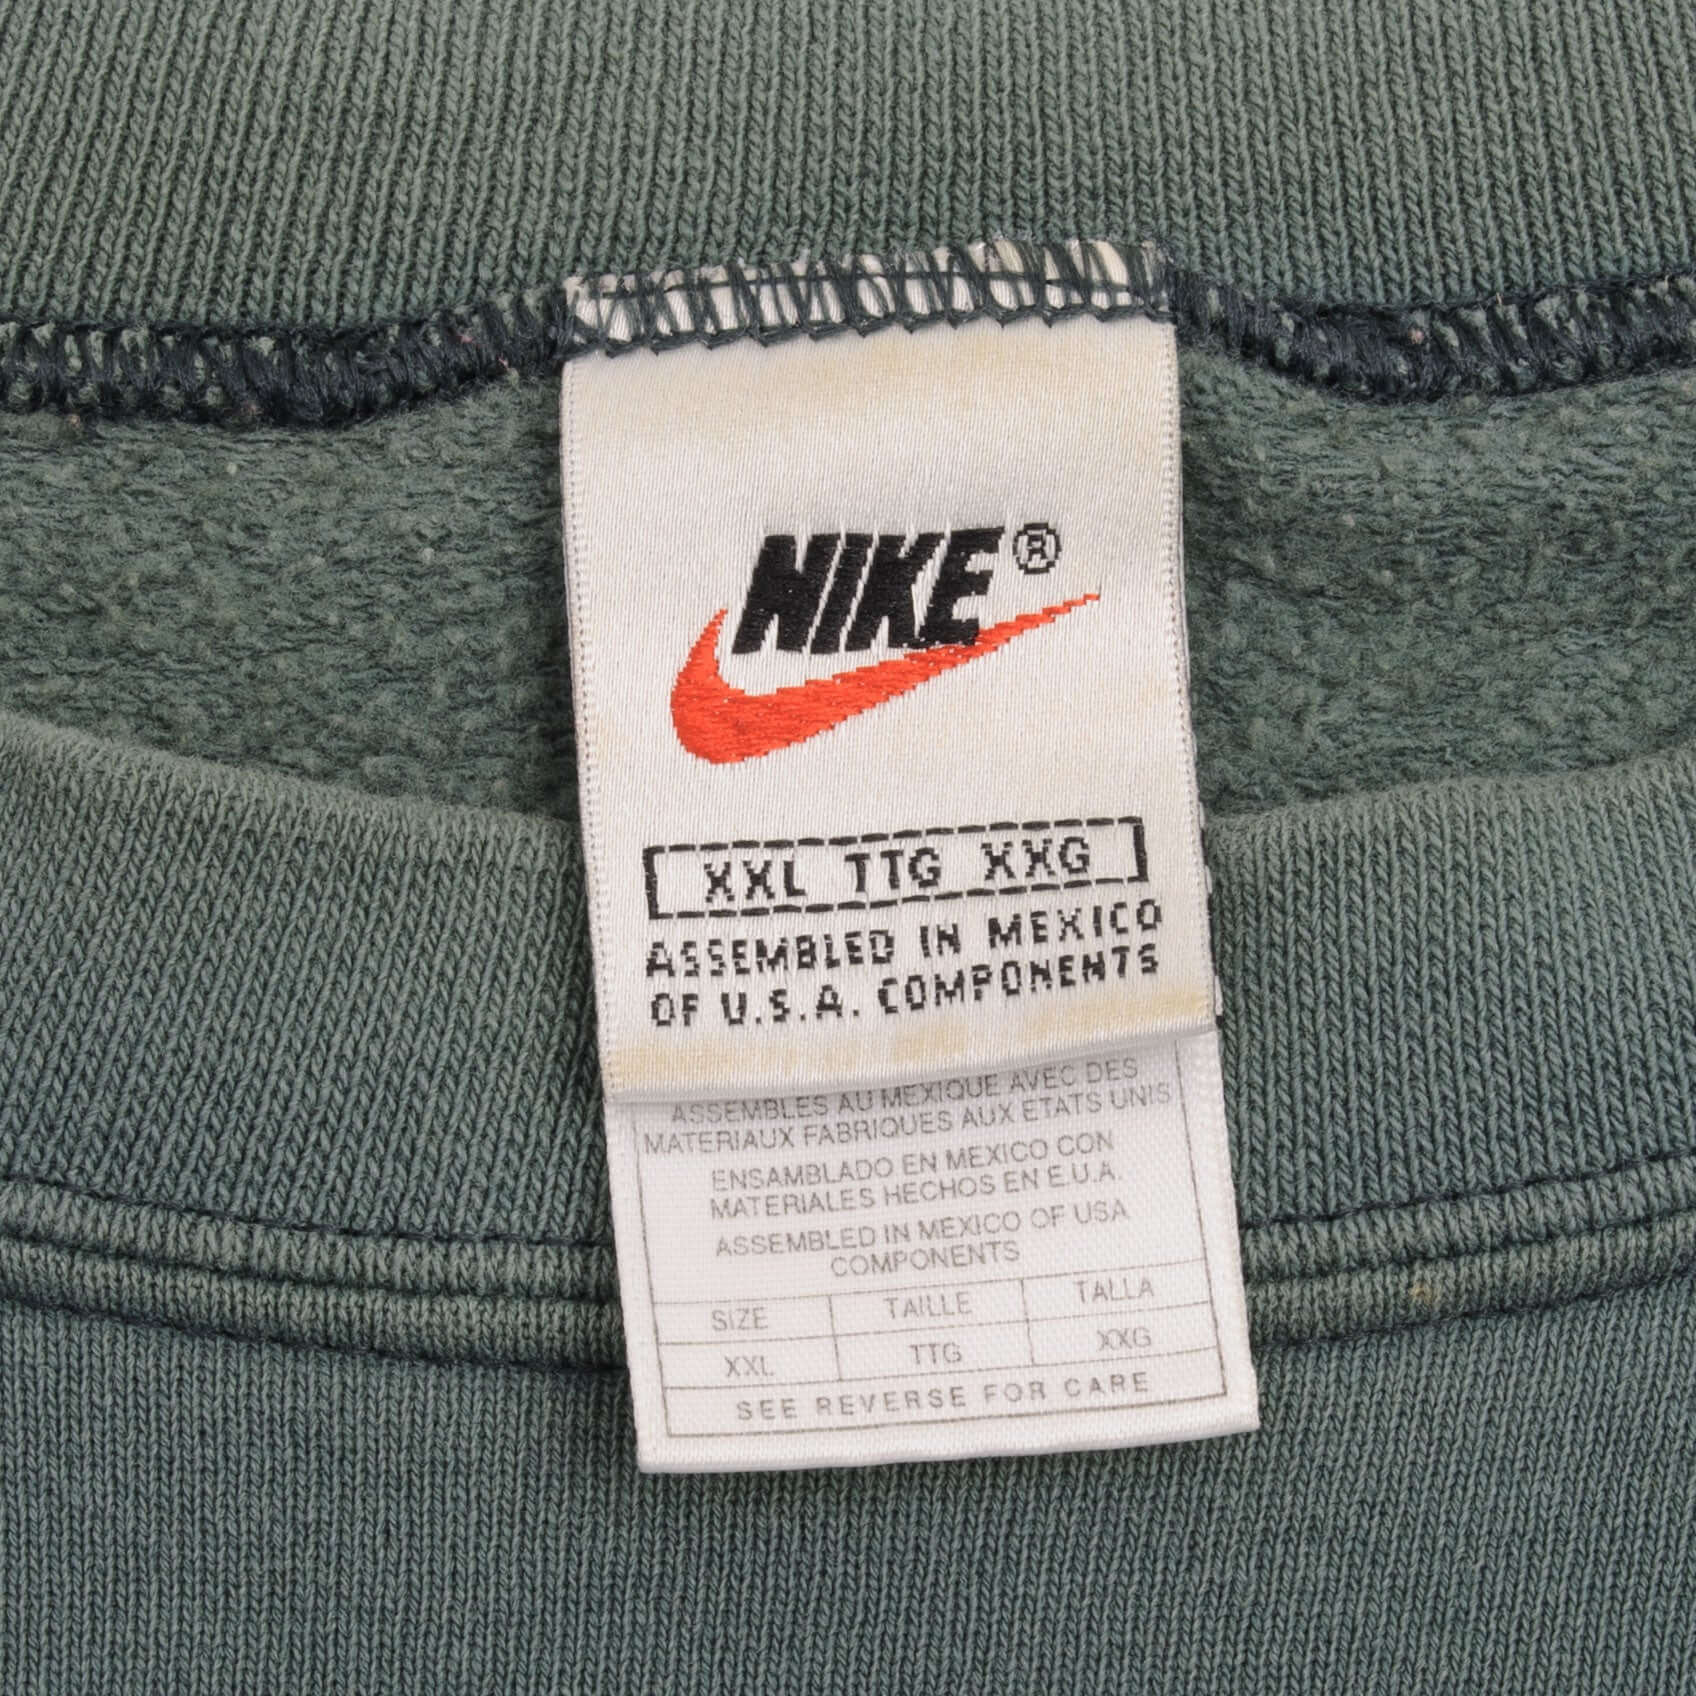 NIKE®
XXL TTG XXG
ASSEMBLED IN MEXICO
OF U.S.A. COMPONENTS
ASSEMBLES AU MEXIQUE AVEC DES
MATERIAUX FABRIQUES AUX ETATS UNIS
ENSAMBLADO EN MEXICO CON
MATERIALES HECHOS EN E.U.A.
ASSEMBLED IN MEXICO OF USA
COMPONENTS
SIZE TAILLE TALLA
XXL TTG XXG
SEE REVERSE FOR CARE